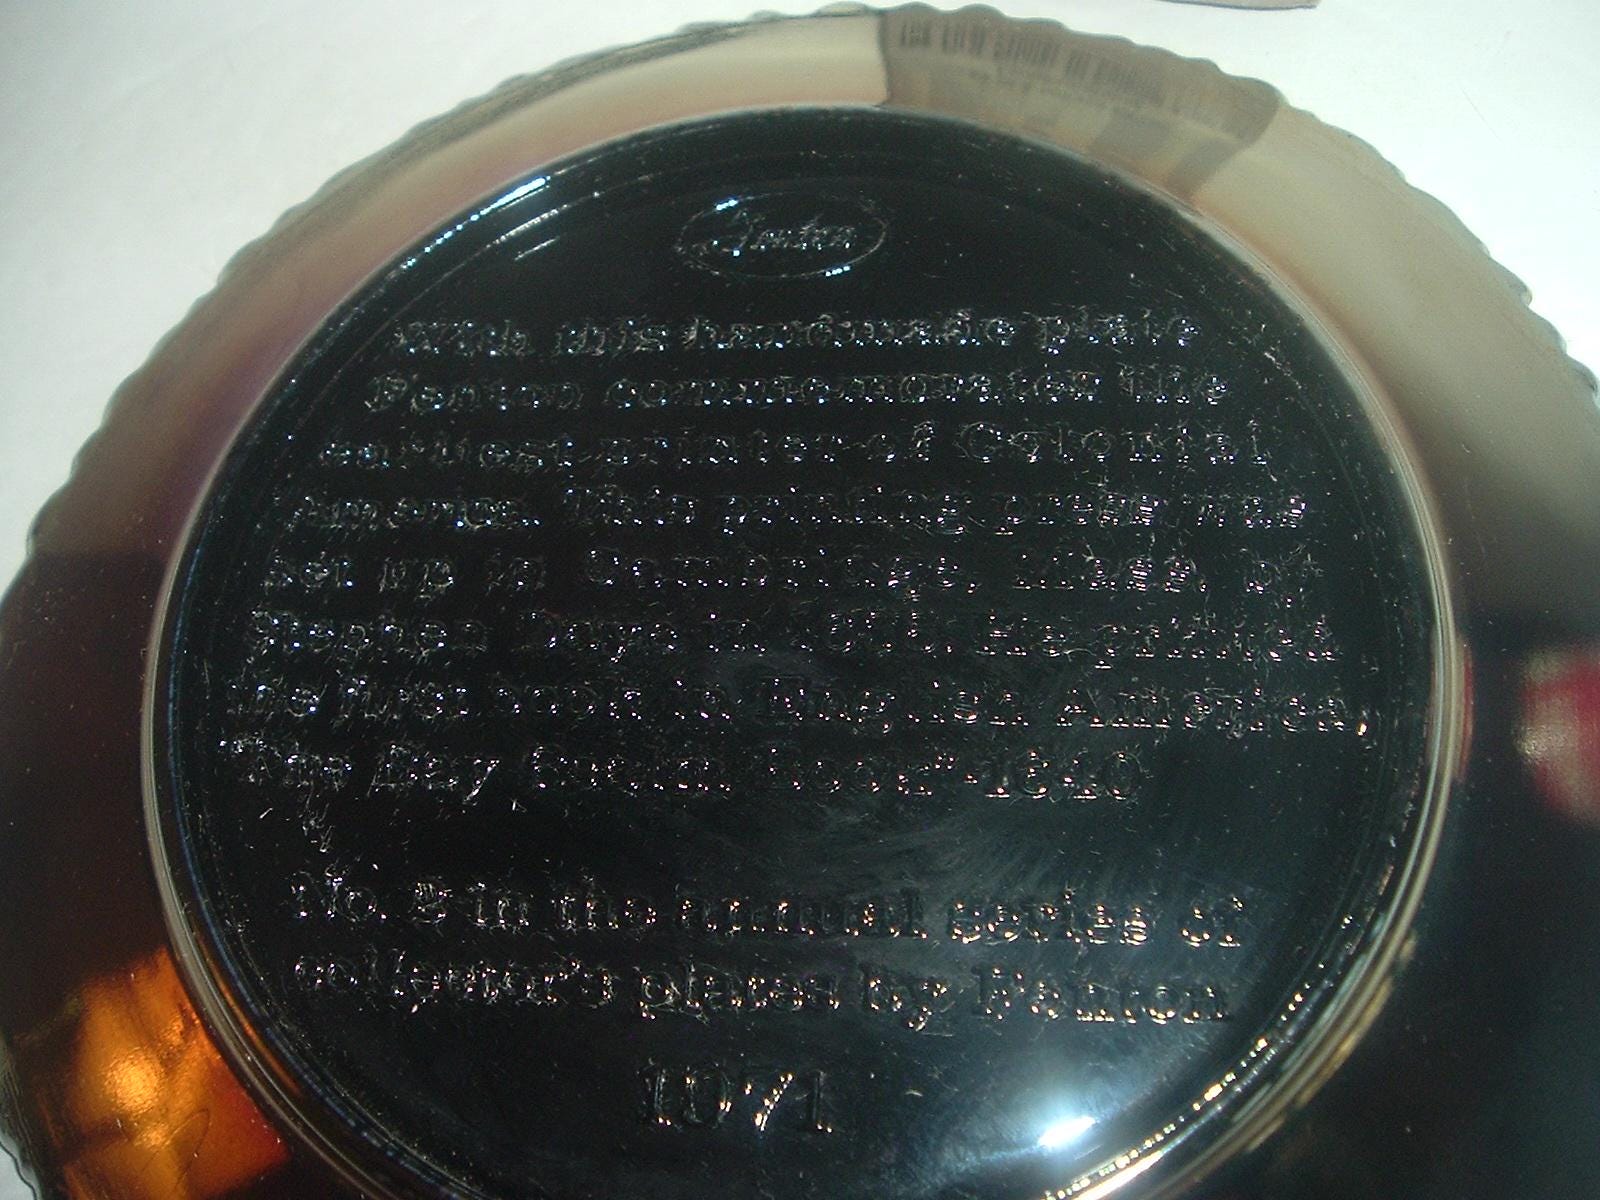 Fenton
With this handmade plate
Fenton commemorates the
earliest printer of Colonial
America. This printing press was
set up in Cambridge, Mass. by
Stephen Daye in He printed
the first book in English America,
"The Bay Psalm Book"-1640
No. 2 in the annual series of
collector's plates by Fenton
1971